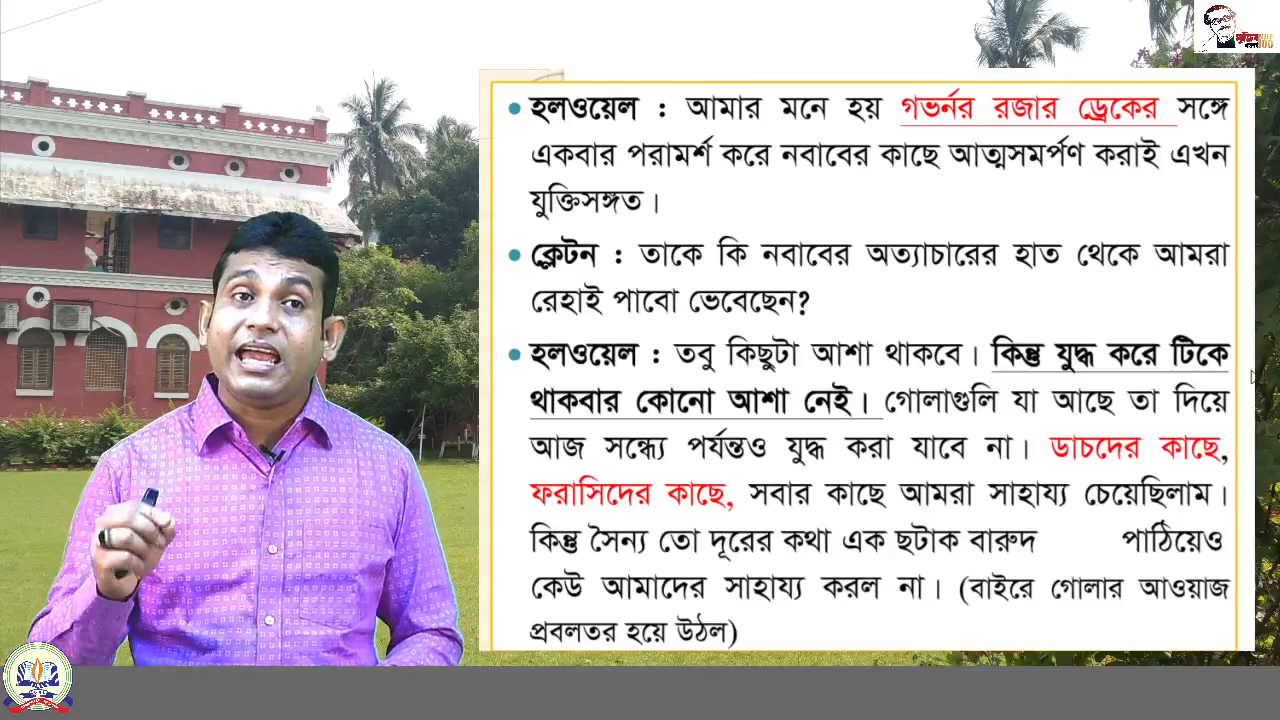 • হলওয়েল : আমার মনে হয় গভর্নর রজার ড্রেকের সঙ্গে
একবার পরামর্শ করে নবাবের কাছে আত্মসমর্পণ করাই এখন
যুক্তিসঙ্গত।
• ক্লেটন : তাকে কি নবাবের অত্যাচারের হাত থেকে আমরা
রেহাই পাবো ভেবেছেন?
• হলওয়েল : তবু কিছুটা আশা থাকবে। কিন্তু যুদ্ধ করে টিকে
থাকবার কোনো আশা নেই। গোলাগুলি যা আছে তা দিয়ে
আজ সন্ধ্যে পর্যন্তও যুদ্ধ করা যাবে না। ডাচদের কাছে,
ফরাসিদের কাছে, সবার কাছে আমরা সাহায্য চেয়েছিলাম।
কিন্তু সৈন্য তো দূরের কথা এক ছটাক বারুদ পাঠিয়েও
কেউ আমাদের সাহায্য করল না। (বাইরে গোলার আওয়াজ
প্রবলতর হয়ে উঠল)